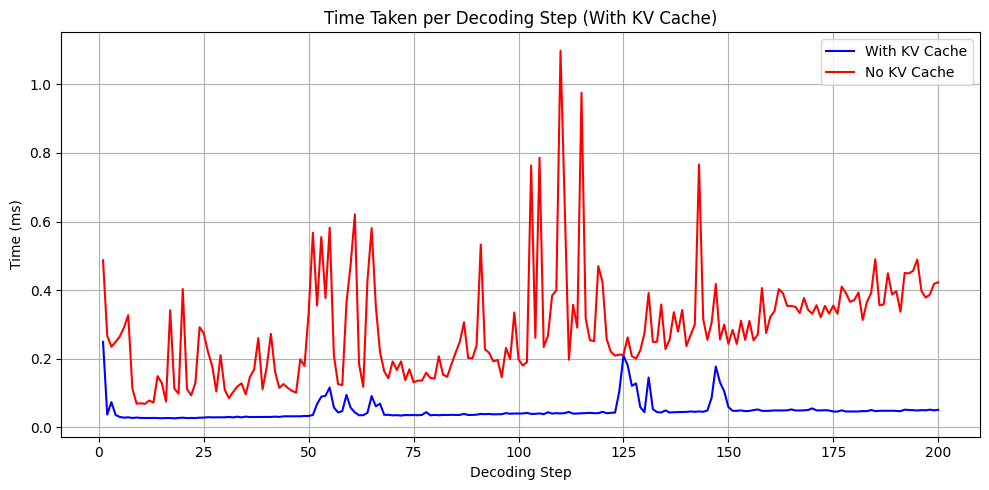 Time Taken per Decoding Step (With KV Cache)
With KV Cache
No KV Cache
Time (ms)
1.0
0.8
0.6
0.4
0.2
0.0
0 25 50 75 100 125 150 175 200
Decoding Step